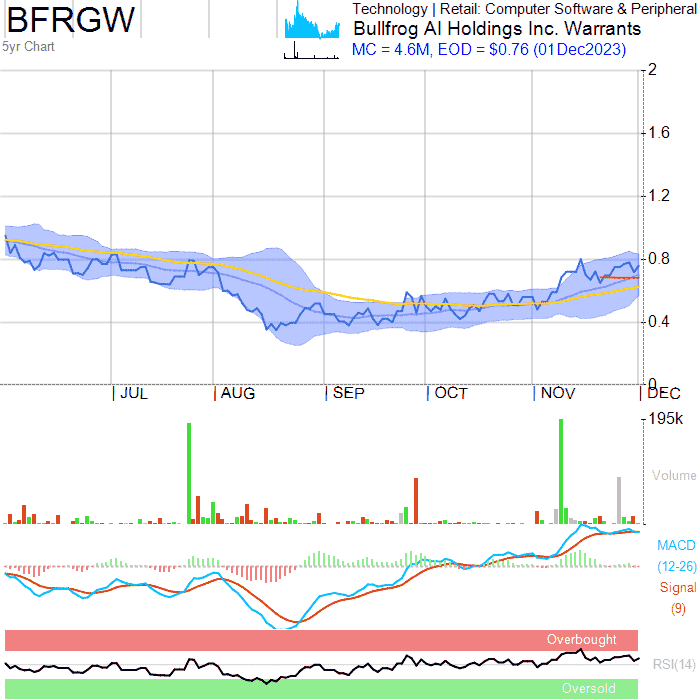 BFRGW
5yr Chart
Technology | Retail: Computer Software & Peripheral
Bullfrog AI Holdings Inc. Warrants
MC = 4.6M, EOD = $0.76 (01Dec2023)
2
1.6
1.2
0.8
0.4
0
JUL
AUG
SEP
OCT
NOV
DEC
195k
Volume
MACD
(12-26)
Signal
(9)
Overbought
RSI(14)
Oversold